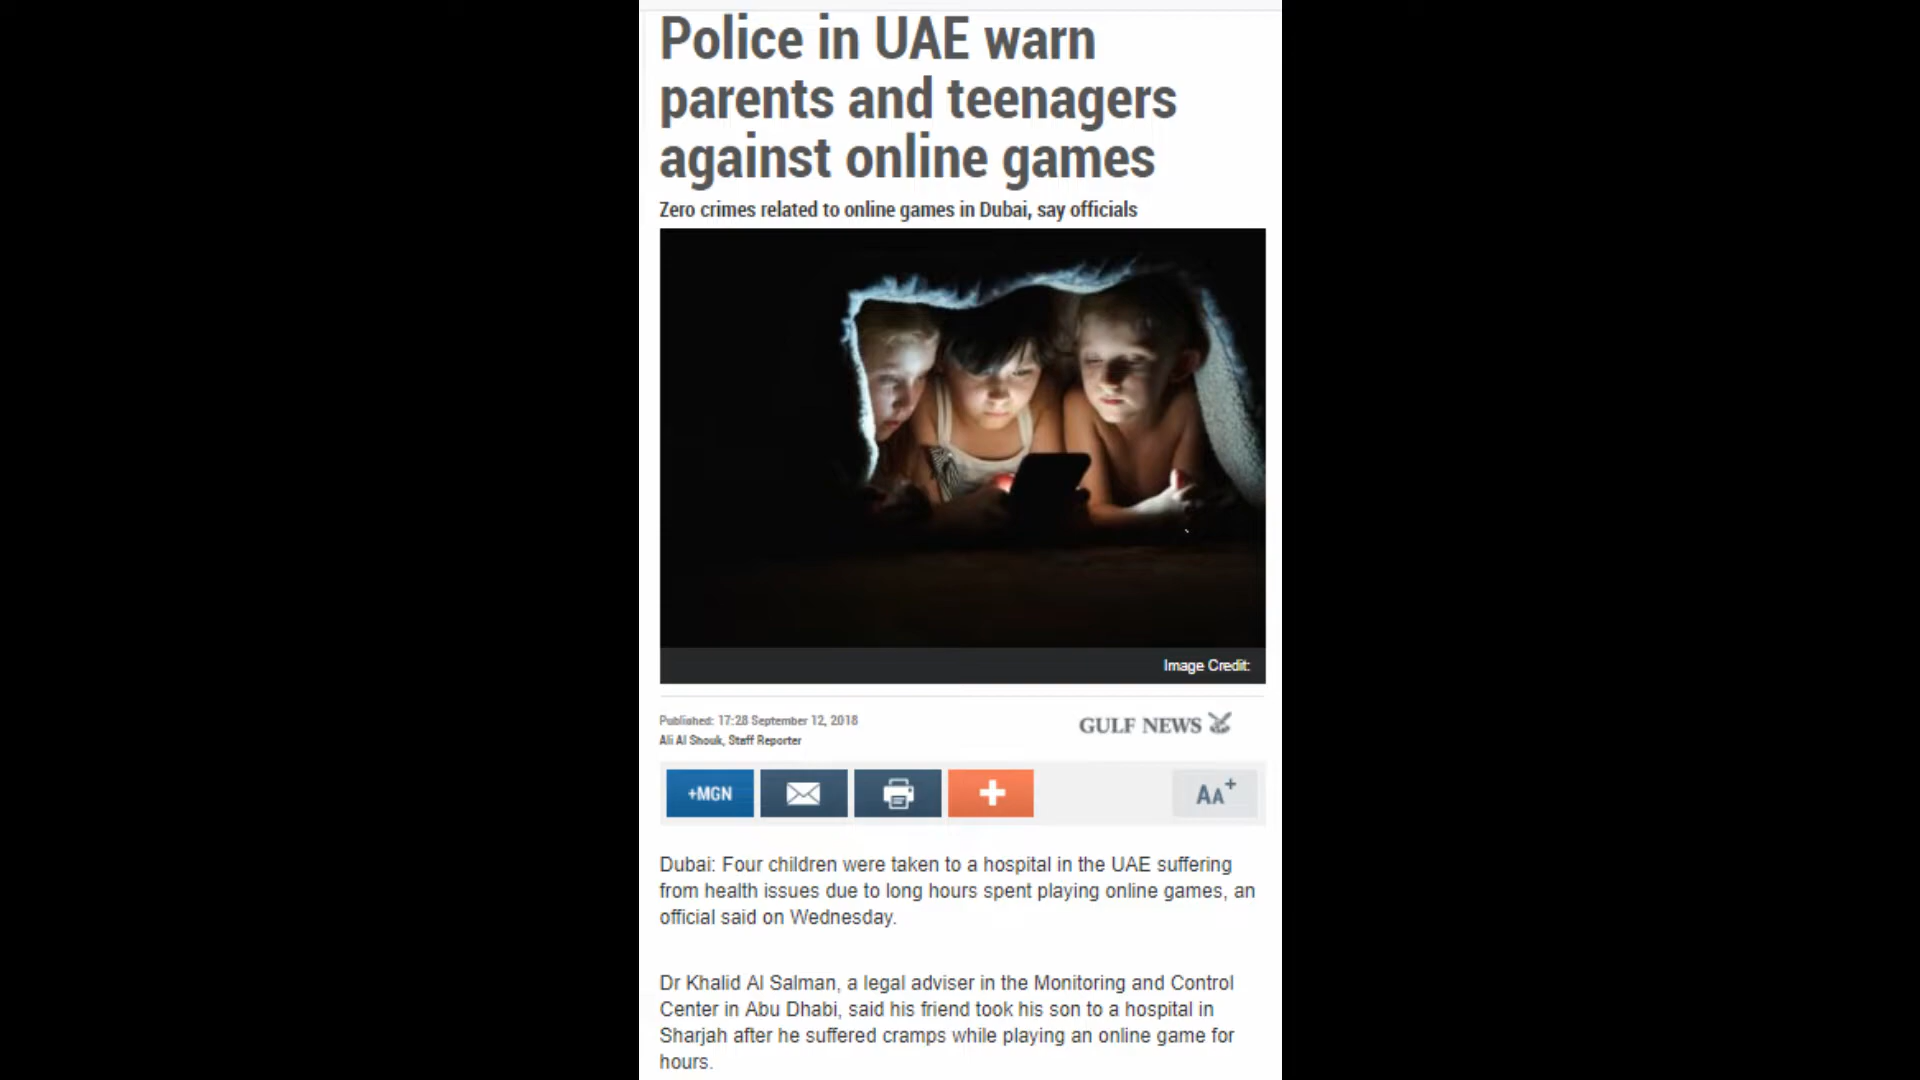 Police in UAE warn
parents and teenagers
against online games
Zero crimes related to online games in Dubai, say officials
Image Credit:
Published: 17:28 September 12, 2018
Ali Al Shouk, Staff Reporter
GULF NEWS
+MGN
AA+
Dubai: Four children were taken to a hospital in the UAE suffering
from health issues due to long hours spent playing online games, an
official said on Wednesday.
Dr Khalid Al Salman, a legal adviser in the Monitoring and Control
Center in Abu Dhabi, said his friend took his son to a hospital in
Sharjah after he suffered cramps while playing an online game for
hours.